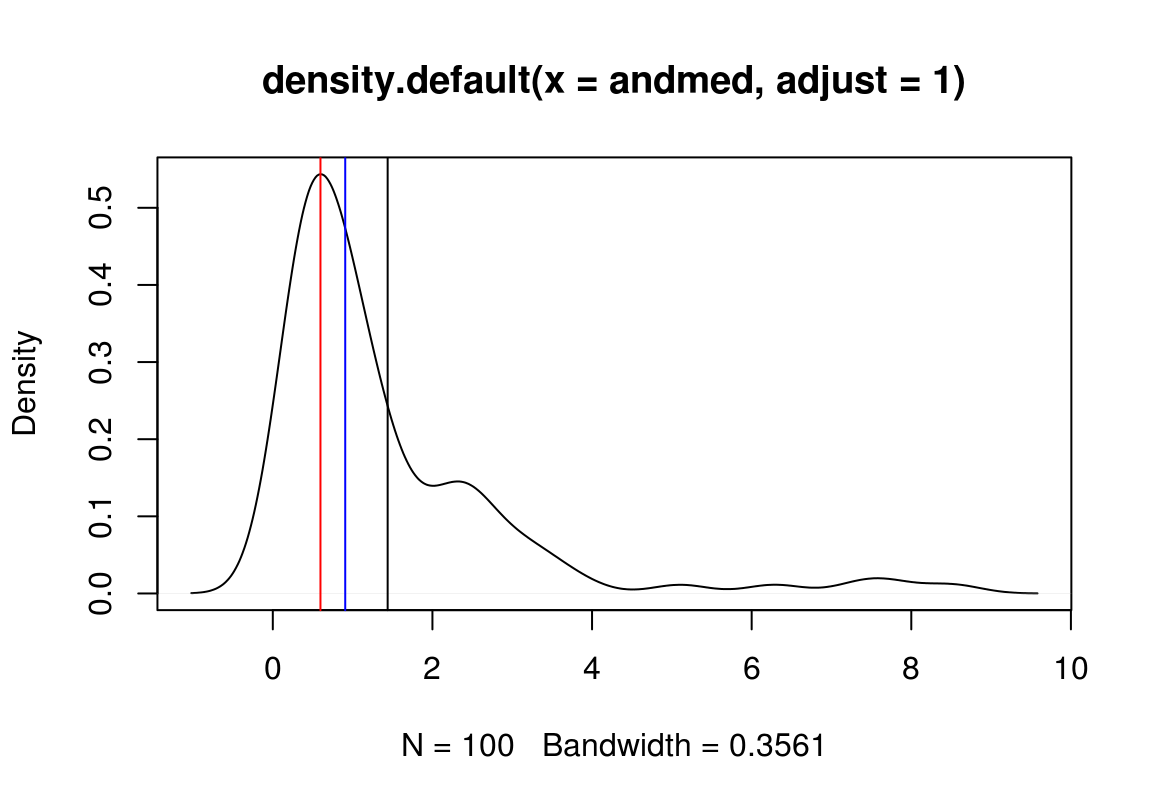 density.default(x = andmed, adjust = 1)
Density
0.5
0.4
0.3
0.2
0.1
0.0
0 2 4 6 8 10
N = 100 Bandwidth = 0.3561